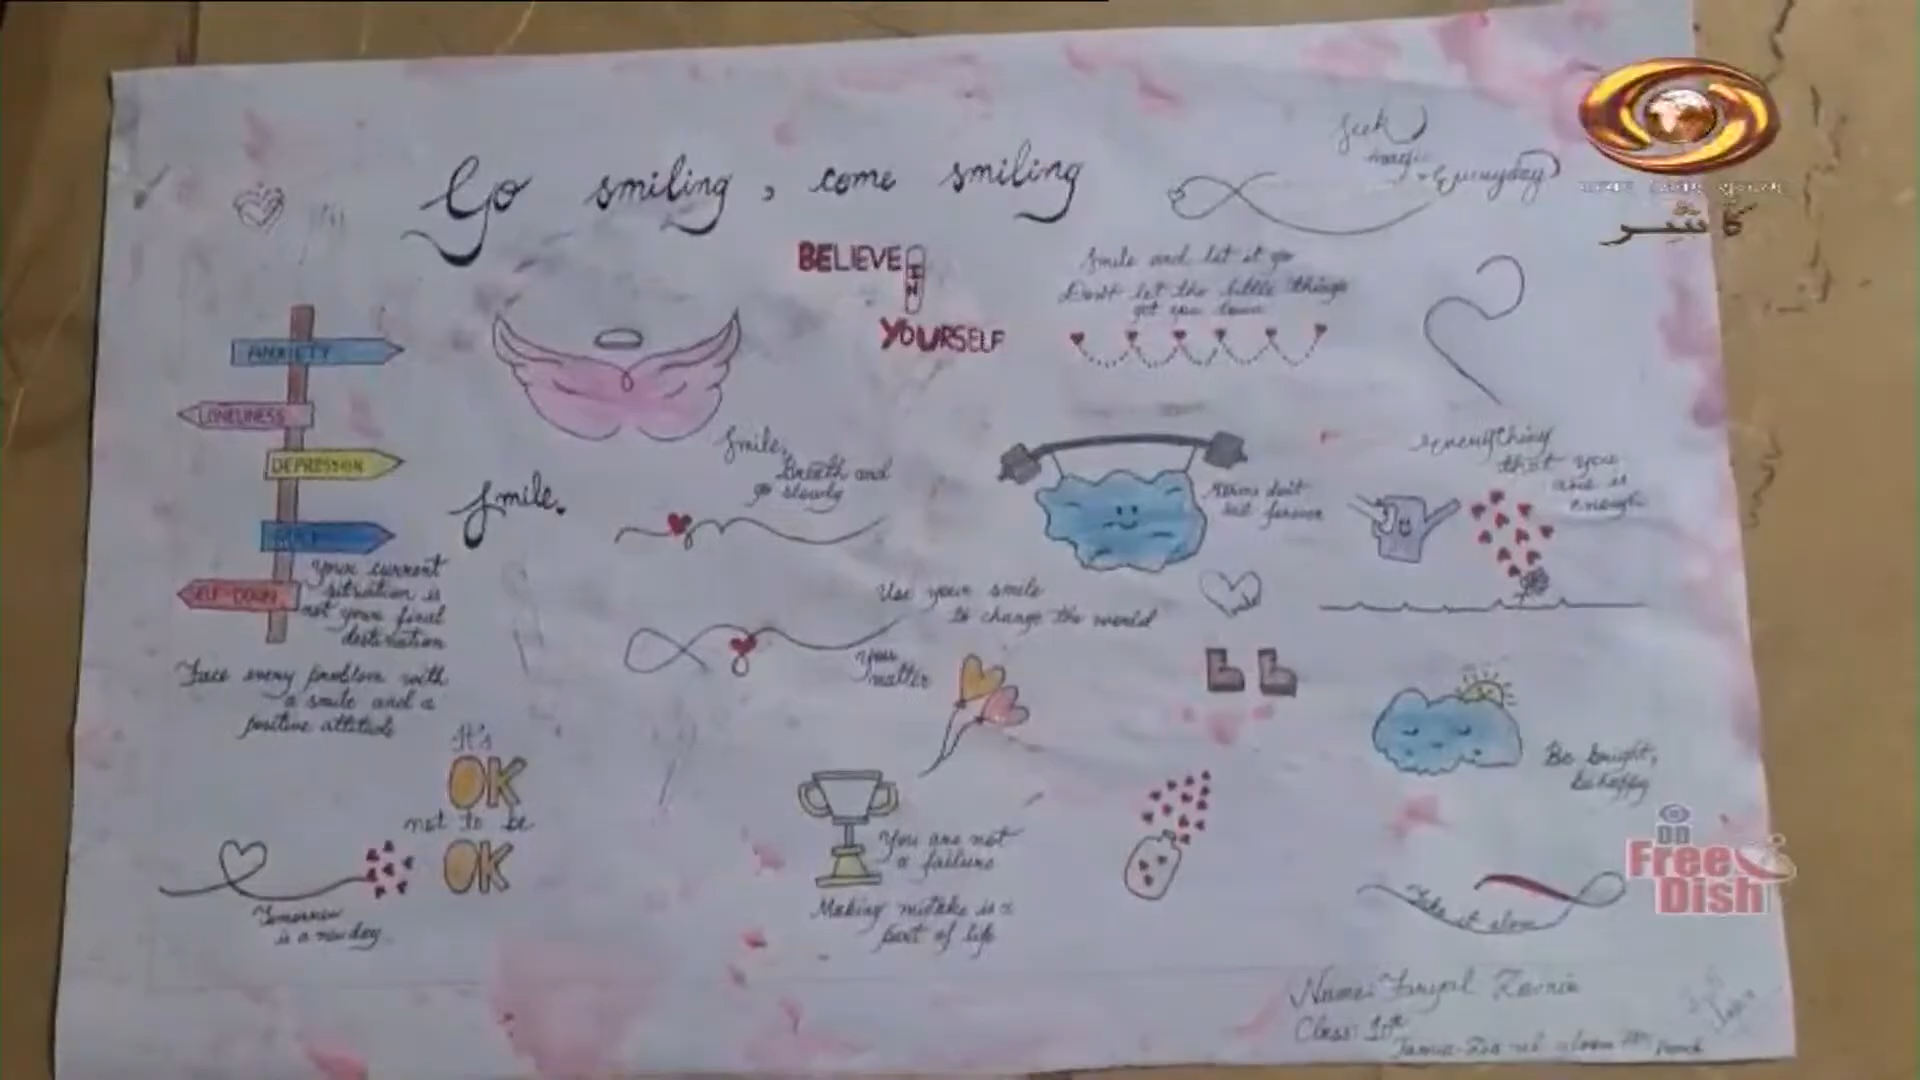 Go smiling, come smiling
Seek
magic
Everyday
BELIEVE
IN
YOURSELF
Smile and let it go
Don't let the little things
get you down
ANXIETY
LONELINESS
DEPRESSION
SELF-DOWN
Your current
situation is
not your final
destination
Smile.
Smile,
Breath and
go slowly
don't
last forever
everything
that you
are is
enough
Use your smile
to change the world
You
matter
Face every problem with
a smile and a
positive attitude
It's
OK
not to be
OK
Tomorrow
is a new day
You are not
a failure
Making mistake is a
part of life
Be bright,
be happy
Take it slow
Name:
Class: 10th
کٲشُر
DD
Free
Dish